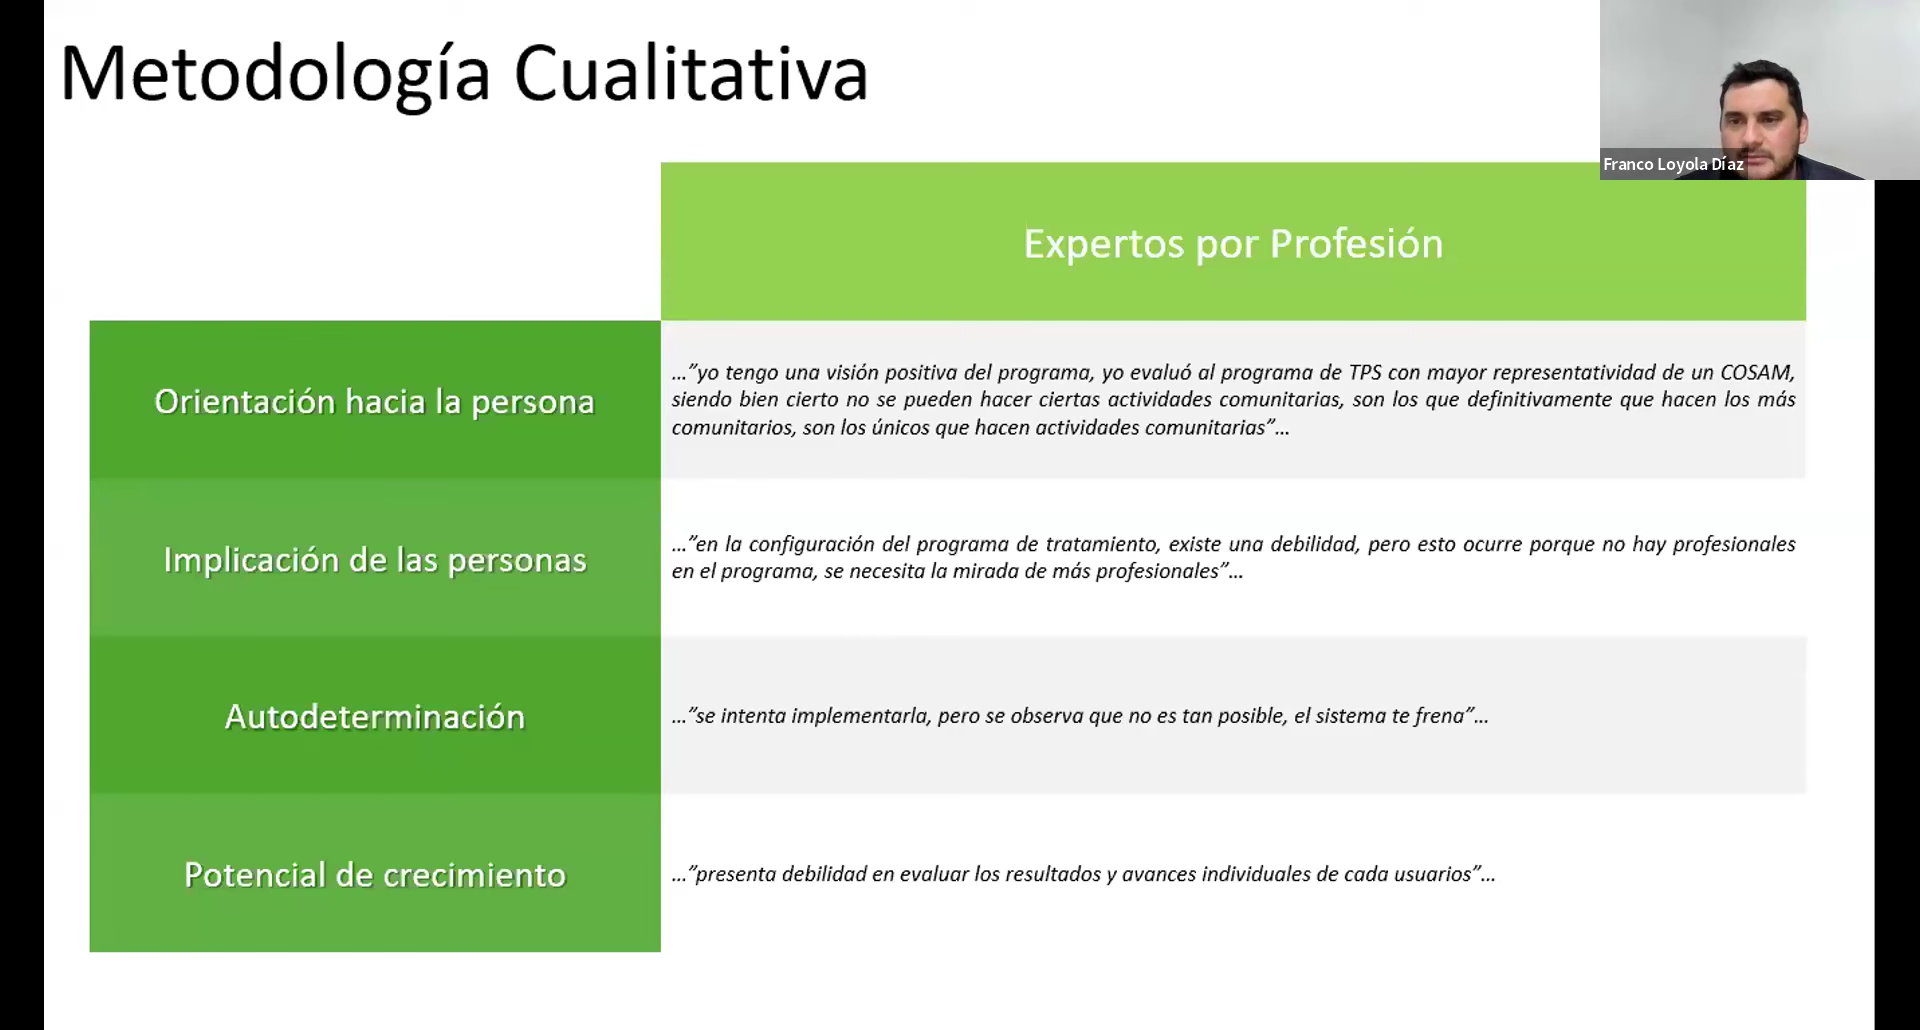 Metodología Cualitativa
Franco Loyola Díaz
Expertos por Profesión
Orientación hacia la persona
...”yo tengo una visión positiva del programa, yo evaluó al programa de TPS con mayor representatividad de un COSAM,
siendo bien cierto no se pueden hacer ciertas actividades comunitarias, son los que definitivamente que hacen los más
comunitarios, son los únicos que hacen actividades comunitarias”...
Implicación de las personas
...”en la configuración del programa de tratamiento, existe una debilidad, pero esto ocurre porque no hay profesionales
en el programa, se necesita la mirada de más profesionales”...
Autodeterminación
...”se intenta implementarla, pero se observa que no es tan posible, el sistema te frena”...
Potencial de crecimiento
...”presenta debilidad en evaluar los resultados y avances individuales de cada usuarios”...